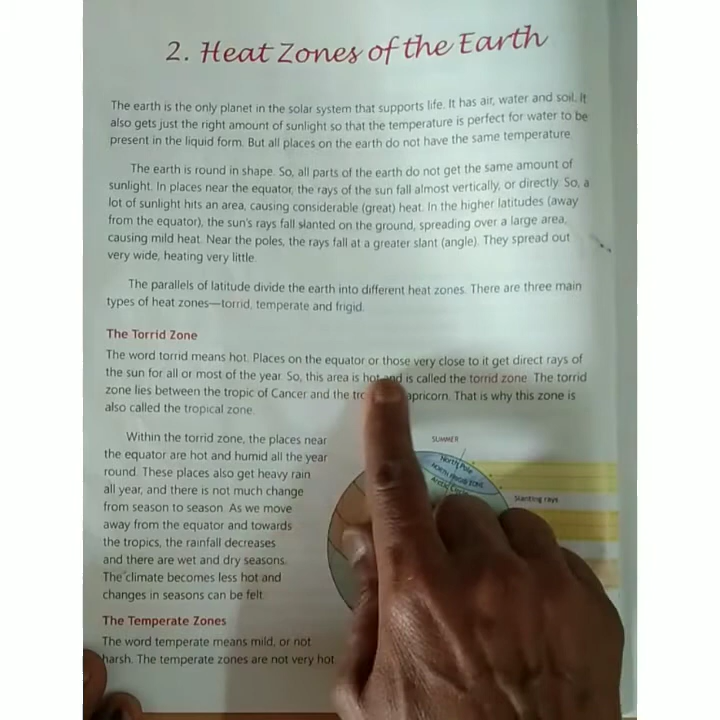 2. Heat Zones of the Earth
The earth is the only planet in the solar system that supports life. It has air, water and soil. It
also gets just the right amount of sunlight so that the temperature is perfect for water to be
present in the liquid form. But all places on the earth do not have the same temperature.
The earth is round in shape. So, all parts of the earth do not get the same amount of
sunlight. In places near the equator, the rays of the sun fall almost vertically, or directly. So, a
lot of sunlight hits an area, causing considerable (great) heat. In the higher latitudes (away
from the equator), the sun's rays fall slanted on the ground, spreading over a large area,
causing mild heat. Near the poles, the rays fall at a greater slant (angle). They spread out
very wide, heating very little.
The parallels of latitude divide the earth into different heat zones. There are three main
types of heat zones—torrid, temperate and frigid.
The Torrid Zone
The word torrid means hot. Places on the equator or those very close to it get direct rays of
the sun for all or most of the year. So, this area is hot and is called the torrid zone. The torrid
zone lies between the tropic of Cancer and the apricorn. That is why this zone is
also called the tropical zone.
Within the torrid zone, the places near
the equator are hot and humid all the year
round. These places also get heavy rain
all year, and there is not much change
from season to season. As we move
away from the equator and towards
the tropics, the rainfall decreases
and there are wet and dry seasons.
The climate becomes less hot and
changes in seasons can be felt.
SUMMER
North Pole
NORTH FRIGID ZONE
Arctic Circle
Slanting rays
The Temperate Zones
The word temperate means mild, or not
harsh. The temperate zones are not very hot